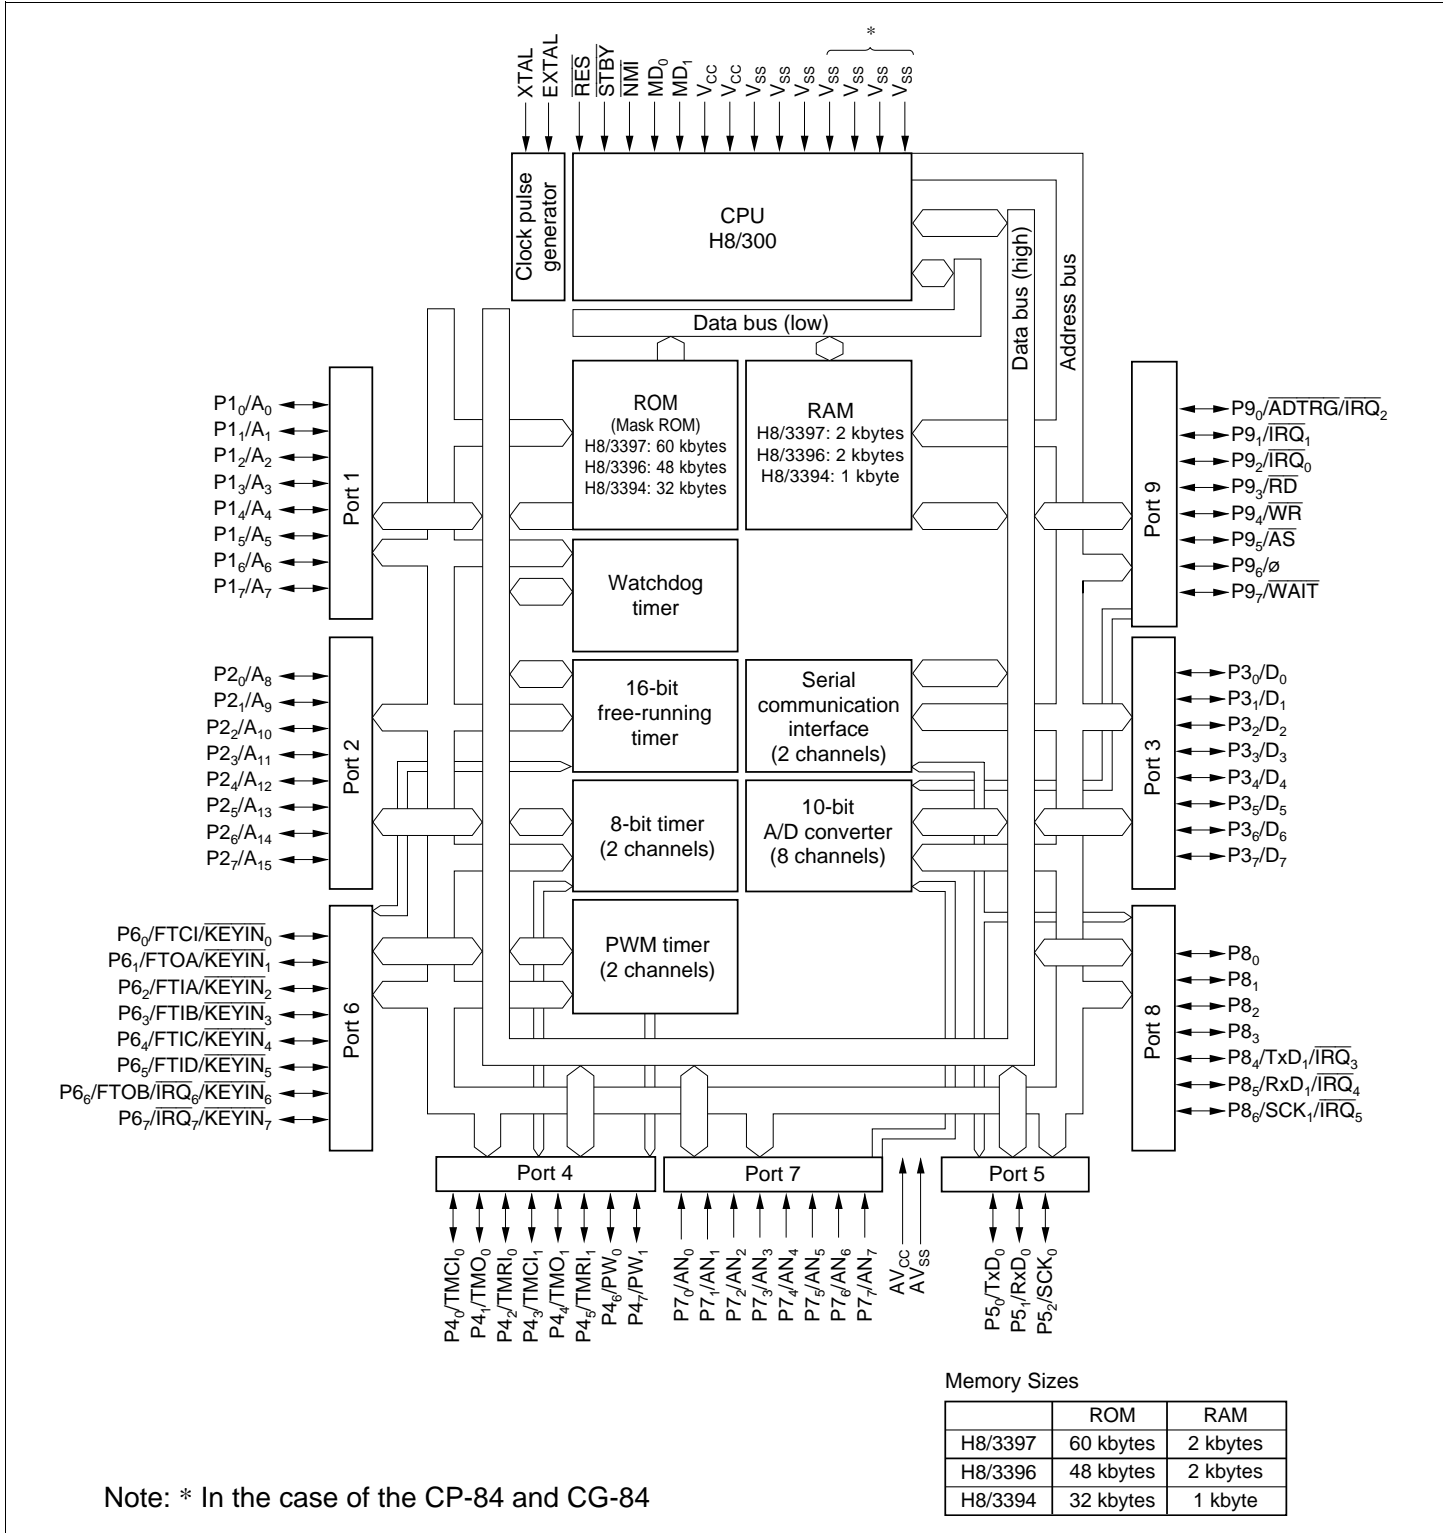 *
XTAL
EXTAL
RES
STBY
NMI
MD0
MD1
VCC
VCC
VSS
VSS
VSS
VSS
VSS
VSS
VSS
Clock pulse
generator
CPU
H8/300
Data bus (low)
Data bus (high)
Address bus
ROM
(Mask ROM)
H8/3397: 60 kbytes
H8/3396: 48 kbytes
H8/3394: 32 kbytes
RAM
H8/3397: 2 kbytes
H8/3396: 2 kbytes
H8/3394: 1 kbyte
Watchdog
timer
16-bit
free-running
timer
Serial
communication
interface
(2 channels)
8-bit timer
(2 channels)
10-bit
A/D converter
(8 channels)
PWM timer
(2 channels)
P10/A0
P11/A1
P12/A2
P13/A3
P14/A4
P15/A5
P16/A6
P17/A7
Port 1
P20/A8
P21/A9
P22/A10
P23/A11
P24/A12
P25/A13
P26/A14
P27/A15
Port 2
P60/FTCI/KEYIN0
P61/FTOA/KEYIN1
P62/FTIA/KEYIN2
P63/FTIB/KEYIN3
P64/FTIC/KEYIN4
P65/FTID/KEYIN5
P66/FTOB/IRQ6/KEYIN6
P67/IRQ7/KEYIN7
Port 6
Port 9
P90/ADTRG/IRQ2
P91/IRQ1
P92/IRQ0
P93/RD
P94/WR
P95/AS
P96/ø
P97/WAIT
Port 3
P30/D0
P31/D1
P32/D2
P33/D3
P34/D4
P35/D5
P36/D6
P37/D7
Port 8
P80
P81
P82
P83
P84/TxD1/IRQ3
P85/RxD1/IRQ4
P86/SCK1/IRQ5
Port 4
Port 7
Port 5
P40/TMCI0
P41/TMO0
P42/TMRI0
P43/TMCI1
P44/TMO1
P45/TMRI1
P46/PW0
P47/PW1
P70/AN0
P71/AN1
P72/AN2
P73/AN3
P74/AN4
P75/AN5
P76/AN6
P77/AN7
AVCC
AVSS
P50/TxD0
P51/RxD0
P52/SCK0
Memory Sizes
ROM RAM
H8/3397 60 kbytes 2 kbytes
H8/3396 48 kbytes 2 kbytes
H8/3394 32 kbytes 1 kbyte
Note: * In the case of the CP-84 and CG-84